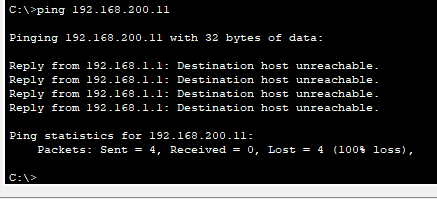 C:\>ping 192.168.200.11
Pinging 192.168.200.11 with 32 bytes of data:
Reply from 192.168.1.1: Destination host unreachable.
Reply from 192.168.1.1: Destination host unreachable.
Reply from 192.168.1.1: Destination host unreachable.
Reply from 192.168.1.1: Destination host unreachable.
Ping statistics for 192.168.200.11:
    Packets: Sent = 4, Received = 0, Lost = 4 (100% loss),
C:\>